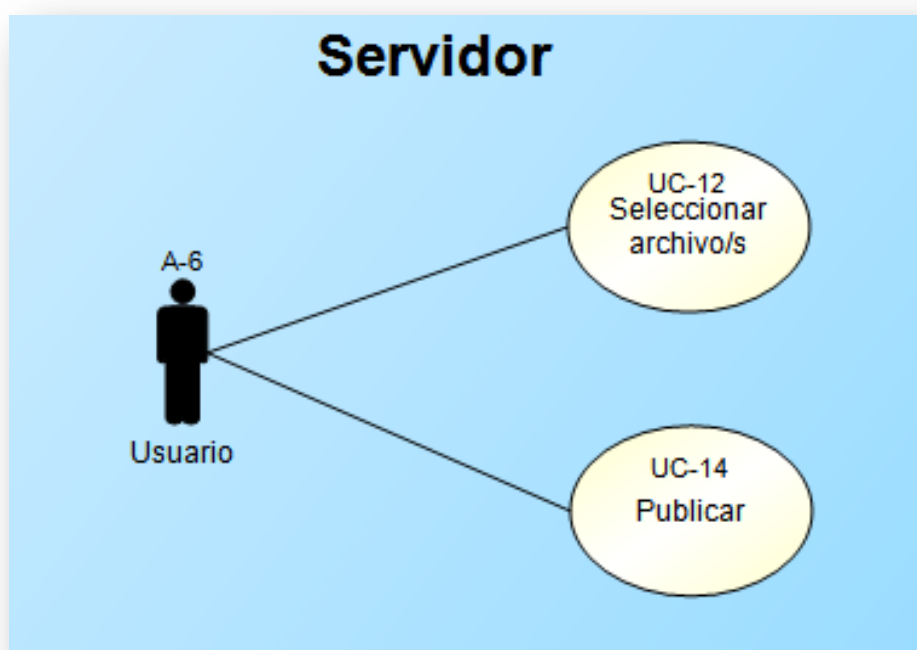 Servidor
UC-12
Seleccionar
archivo/s
A-6
Usuario
UC-14
Publicar